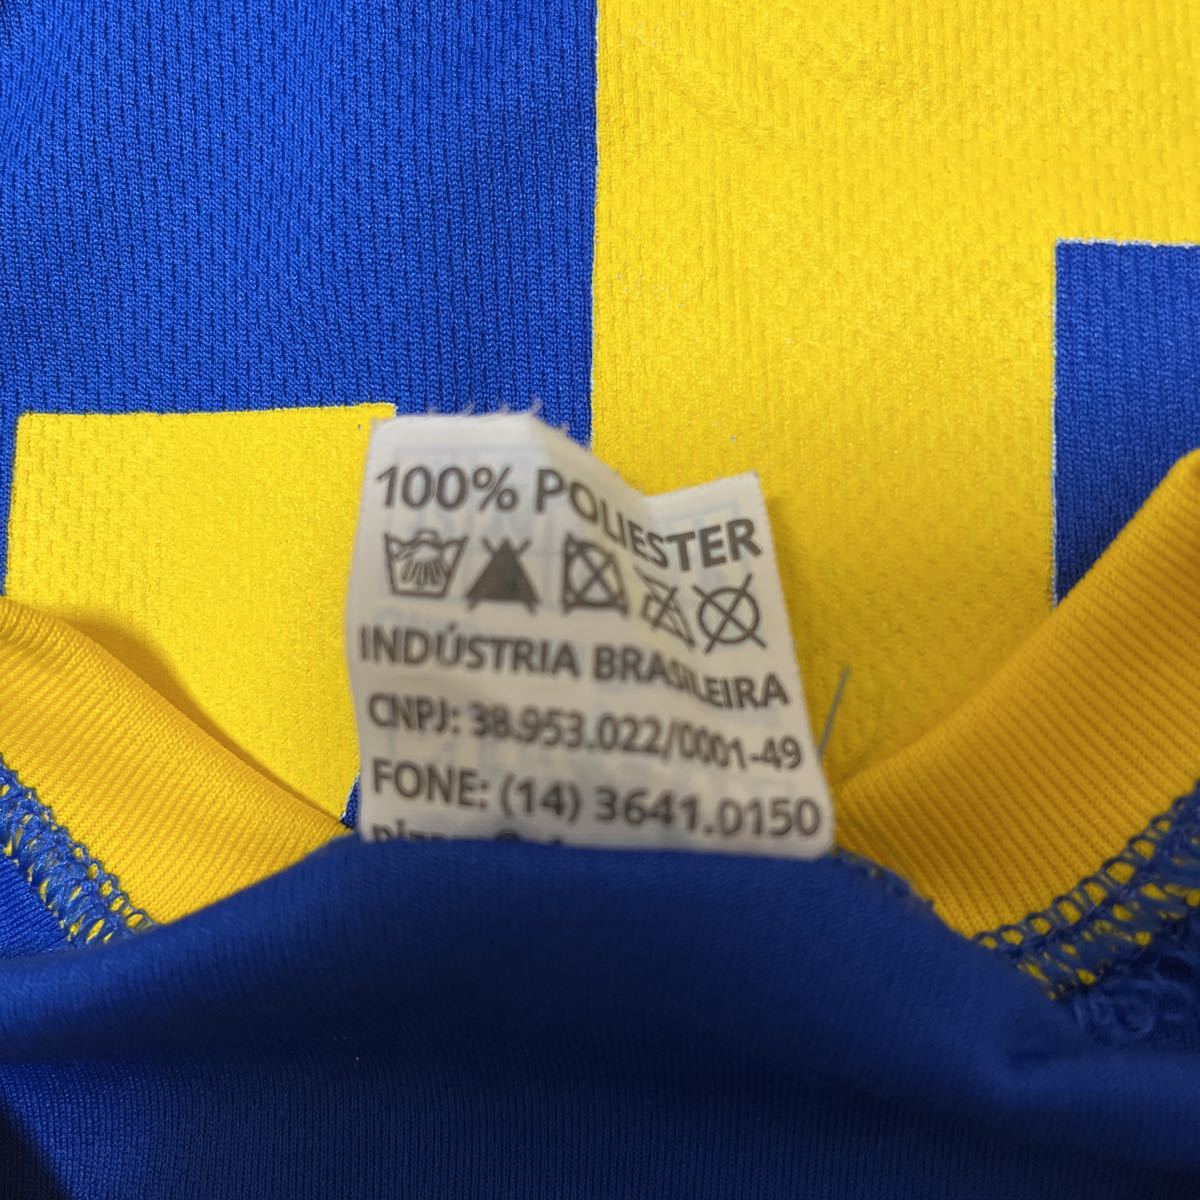 100% POLIESTER
INDÚSTRIA BRASILEIRA
CNPJ: 38.953.022/0001-49
FONE: (14) 3641.0150